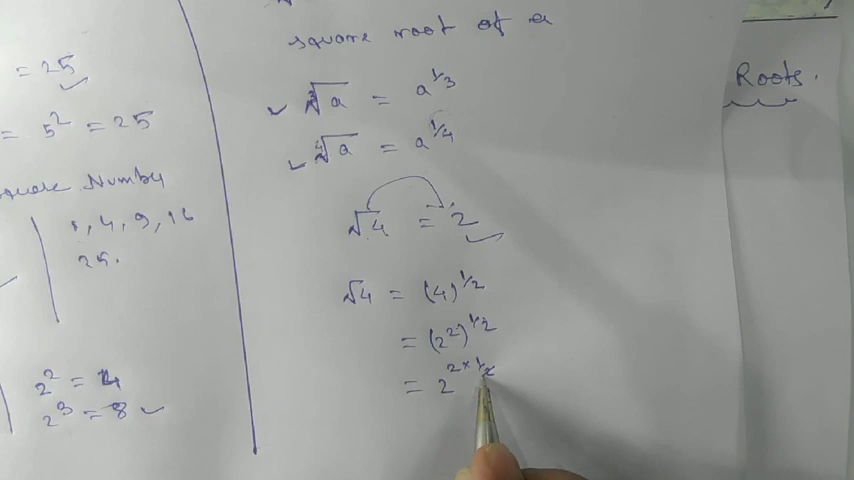 = 25
= 5² = 25
square Number
1, 4, 9, 16
25.
2² = 4
2³ = 8
square root of a
∛a = a^1/3
∜a = a^1/4
√4 = 2
√4 = (4)^1/2
= (2²)^1/2
= 2^2×1/2
Roots.